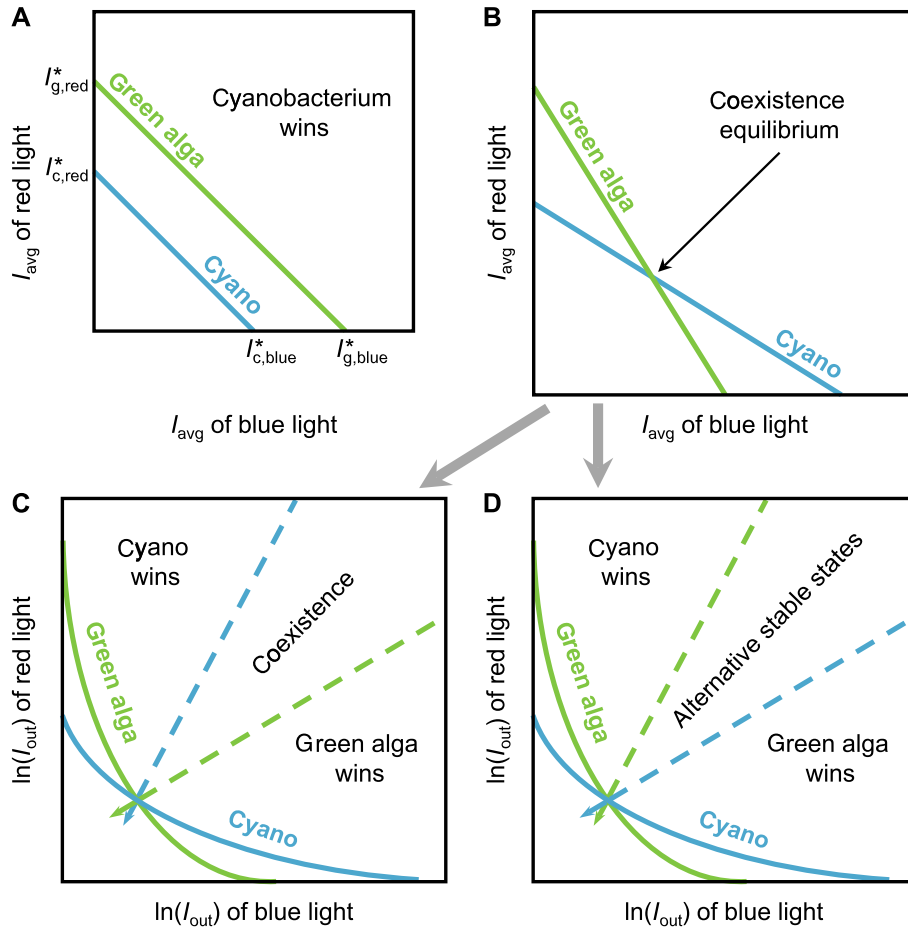 A
I*g,red
I*c,red
Iavg of red light
Green alga
Cyanobacterium
wins
Cyano
I*c,blue
I*g,blue
Iavg of blue light
B
Iavg of red light
Green alga
Coexistence
equilibrium
Cyano
Iavg of blue light
C
ln(Iout) of red light
Cyano
wins
Green alga
Coexistence
Green alga
wins
Cyano
ln(Iout) of blue light
D
ln(Iout) of red light
Cyano
wins
Green alga
Alternative stable states
Green alga
wins
Cyano
ln(Iout) of blue light